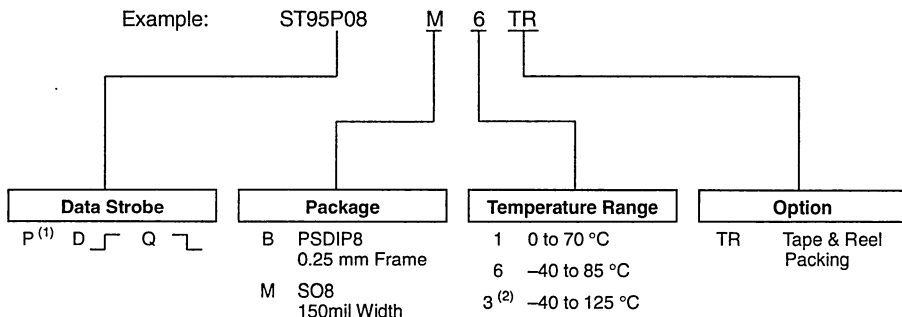 Example: ST95P08 M 6 TR
Data Strobe
P (1) D Q
Package
B PSDIP8
0.25 mm Frame
M SO8
150mil Width
Temperature Range
1 0 to 70 °C
6 –40 to 85 °C
3 (2) –40 to 125 °C
Option
TR Tape & Reel
Packing